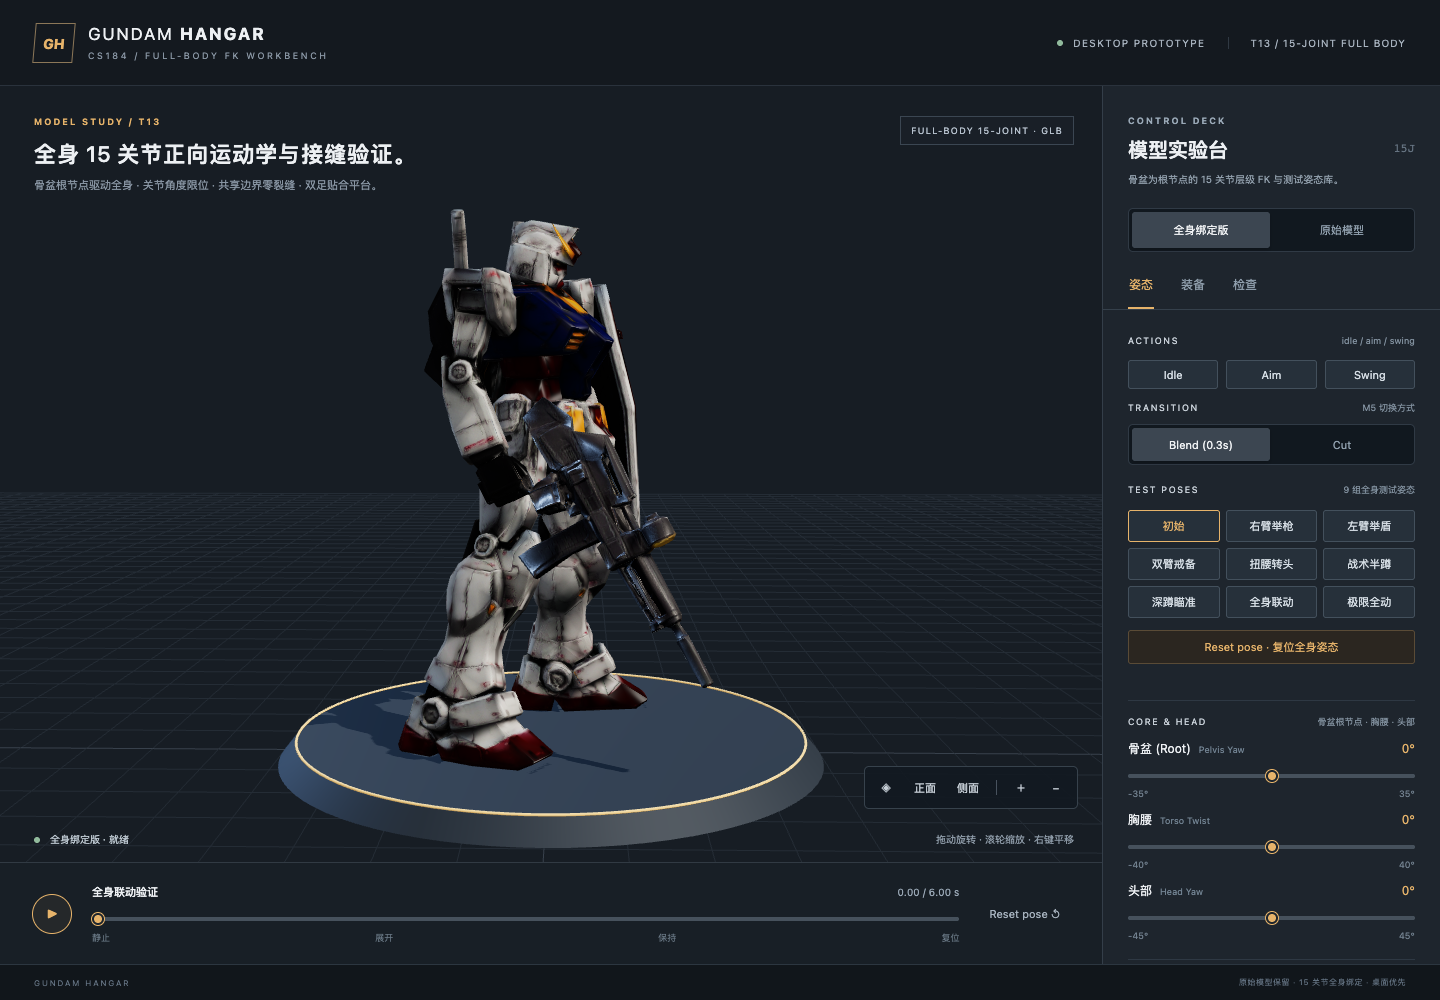 GH
GUNDAM HANGAR
CS184 / FULL-BODY FK WORKBENCH
DESKTOP PROTOTYPE
T13 / 15-JOINT FULL BODY
MODEL STUDY / T13
全身 15 关节正向运动学与接缝验证。
骨盆根节点驱动全身 · 关节角度限位 · 共享边界零裂缝 · 双足贴合平台。
FULL-BODY 15-JOINT · GLB
正面 侧面 + −
全身绑定版 · 就绪
拖动旋转 · 滚轮缩放 · 右键平移
全身联动验证
0.00 / 6.00 s
静止 展开 保持 复位
Reset pose ↺
CONTROL DECK
模型实验台
15J
骨盆为根节点的 15 关节层级 FK 与测试姿态库。
全身绑定版 原始模型
姿态 装备 检查
ACTIONS idle / aim / swing
Idle Aim Swing
TRANSITION M5 切换方式
Blend (0.3s) Cut
TEST POSES 9 组全身测试姿态
初始 右臂举枪 左臂举盾
双臂戒备 扭腰转头 战术半蹲
深蹲瞄准 全身联动 极限全动
Reset pose · 复位全身姿态
CORE & HEAD 骨盆根节点 · 胸腰 · 头部
骨盆 (Root) Pelvis Yaw 0°
-35° 35°
胸腰 Torso Twist 0°
-40° 40°
头部 Head Yaw 0°
-45° 45°
GUNDAM HANGAR
原始模型保留 · 15 关节全身绑定 · 桌面优先